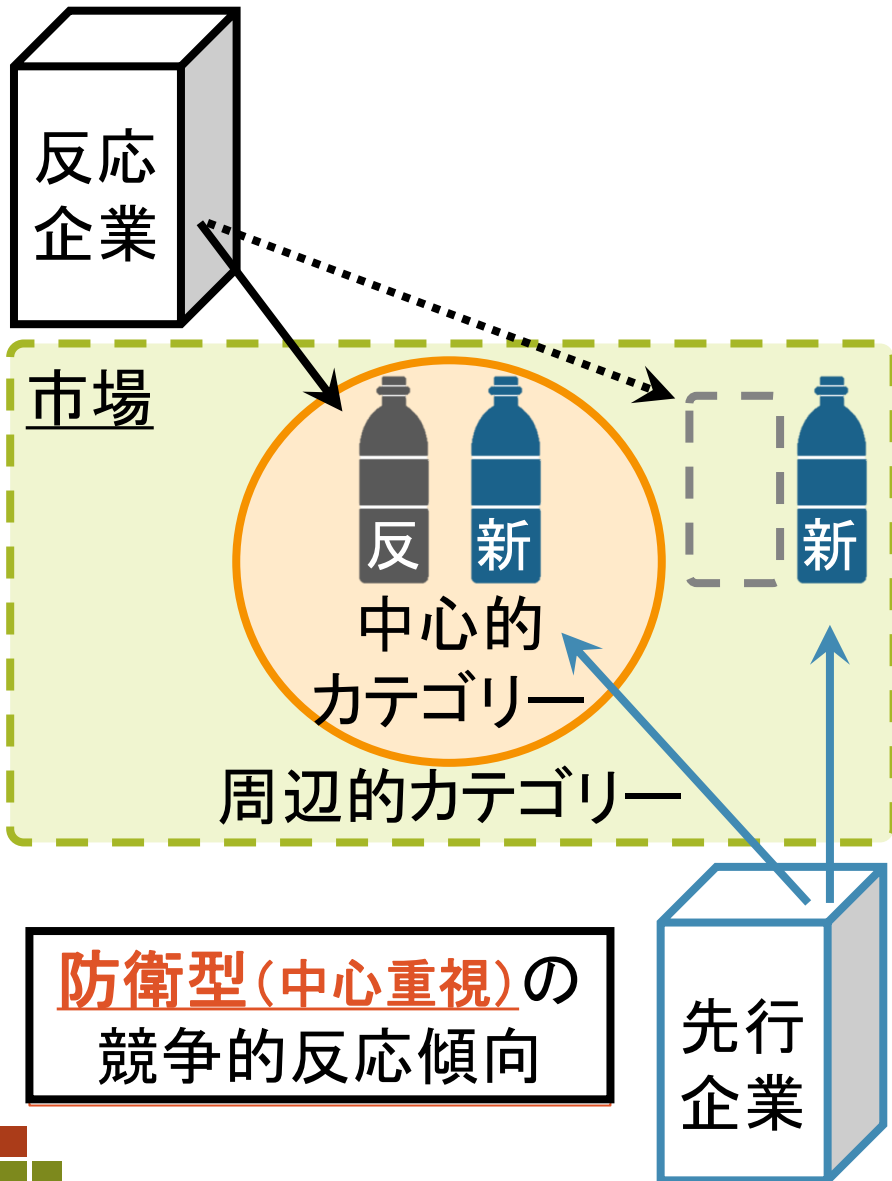 反応
企業
市場
反
新
新
中心的
カテゴリー
周辺的カテゴリー
防衛型（中心重視）の
競争的反応傾向
先行
企業